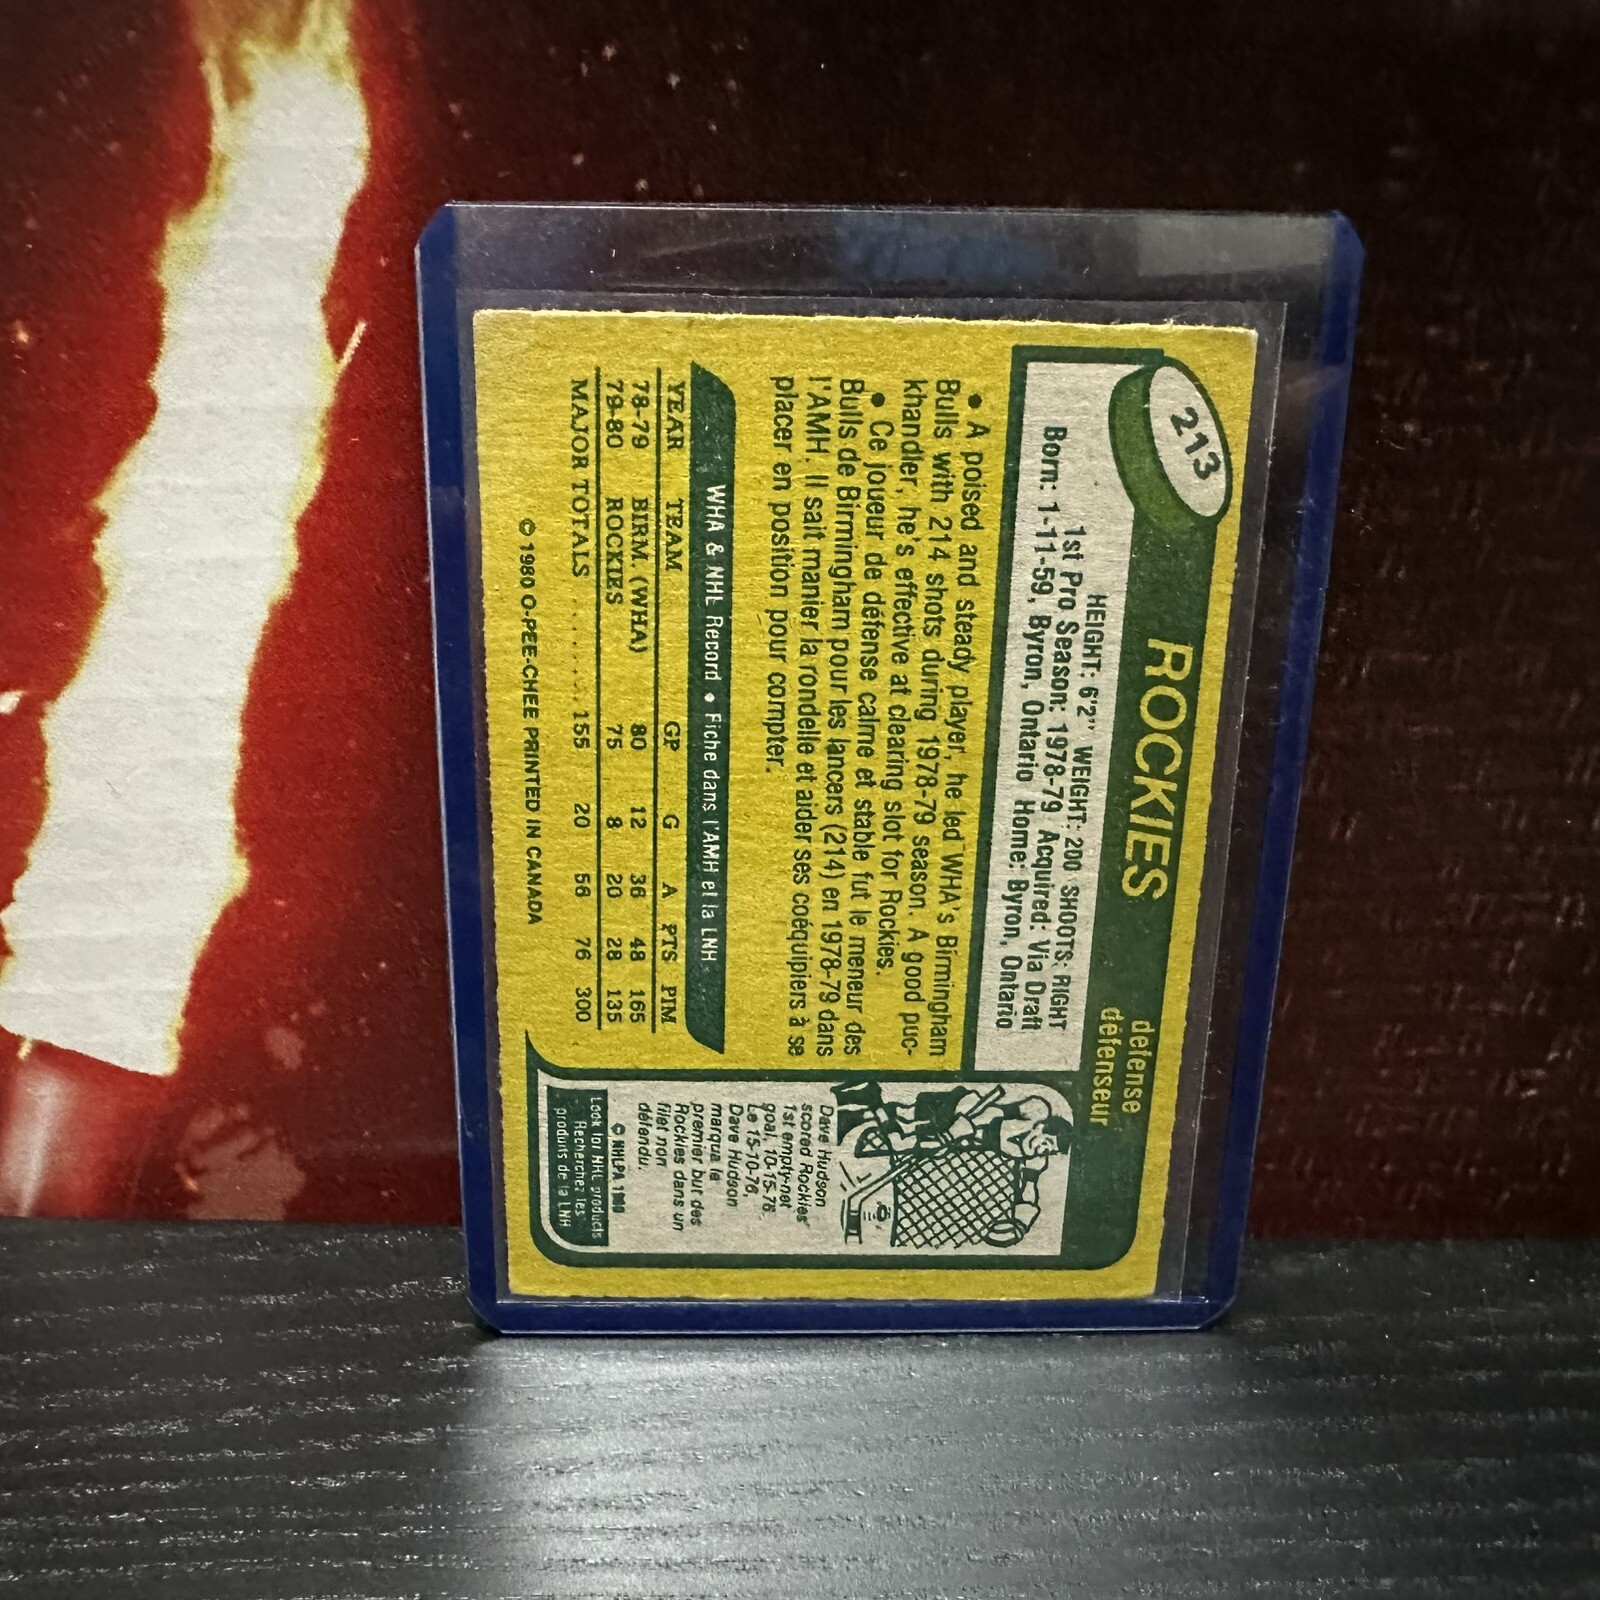 213
ROCKIES
defense
défenseur
HEIGHT: 6'2" WEIGHT: 200 SHOOTS: RIGHT
1st Pro Season: 1978-79 Acquired: Via Draft
Born: 1-11-59, Byron, Ontario Home: Byron, Ontario
• A poised and steady player, he led WHA's Birmingham
Bulls with 214 shots during 1978-79 season. A good puc-
khandler, he's effective at clearing slot for Rockies.
• Ce joueur de défense calme et stable fut le meneur des
Bulls de Birmingham pour les lancers (214) en 1978-79 dans
l'AMH. Il sait manier la rondelle et aider ses coéquipiers à se
placer en position pour compter.
WHA & NHL Record • Fiche dans l'AMH et la LNH
YEAR TEAM GP G A PTS PIM
78-79 BIRM. (WHA) 80 12 36 48 165
79-80 ROCKIES 75 8 20 28 135
MAJOR TOTALS ......... 155 20 56 76 300
© 1980 O-PEE-CHEE PRINTED IN CANADA
Dave Hudson
scored Rockies'
1st empty-net
goal, 10-15-76.
Le 15-10-76,
Dave Hudson
marqua le
premier but des
Rockies dans un
filet non
défendu.
© NHLPA 1980
Look for NHL products
Recherchez les
produits de la LNH